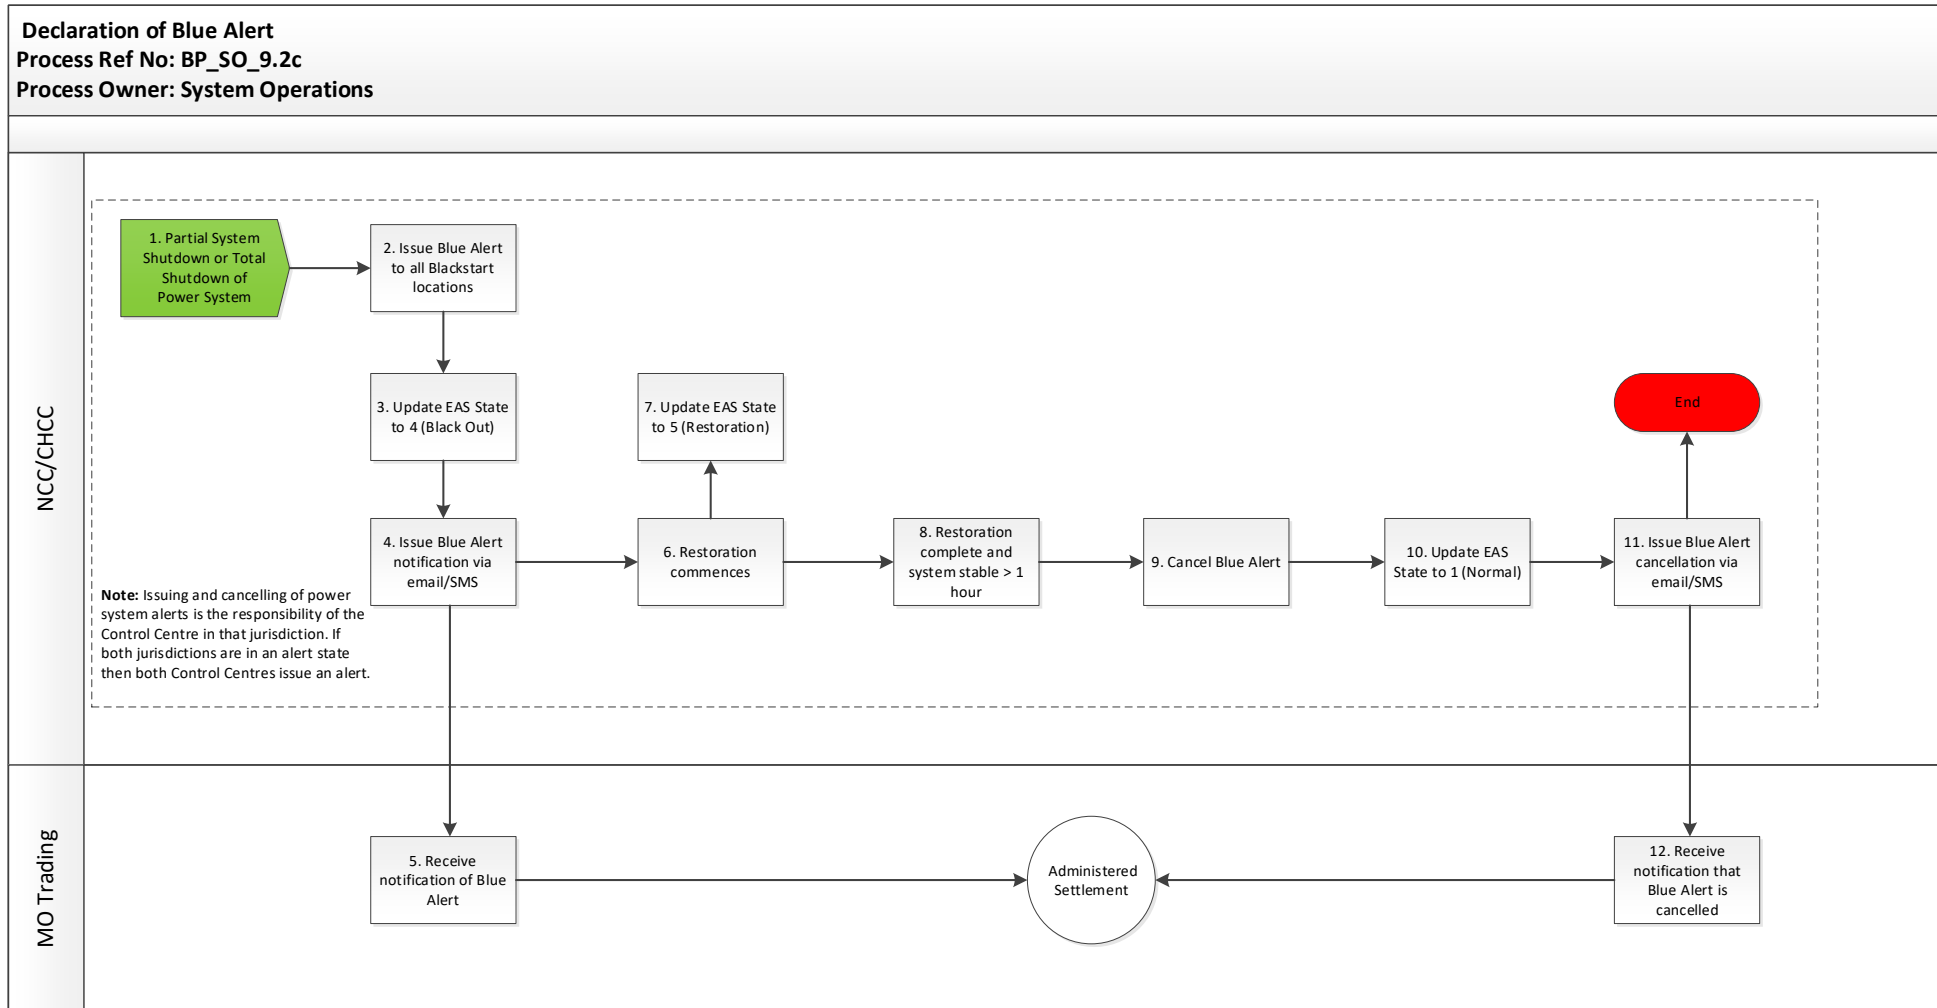 Declaration of Blue Alert
Process Ref No: BP_SO_9.2c
Process Owner: System Operations
NCC/CHCC
1. Partial System
Shutdown or Total
Shutdown of
Power System
2. Issue Blue Alert
to all Blackstart
locations
3. Update EAS State
to 4 (Black Out)
7. Update EAS State
to 5 (Restoration)
End
4. Issue Blue Alert
notification via
email/SMS
6. Restoration
commences
8. Restoration
complete and
system stable > 1
hour
9. Cancel Blue Alert
10. Update EAS
State to 1 (Normal)
11. Issue Blue Alert
cancellation via
email/SMS
Note: Issuing and cancelling of power
system alerts is the responsibility of the
Control Centre in that jurisdiction. If
both jurisdictions are in an alert state
then both Control Centres issue an alert.
MO Trading
5. Receive
notification of Blue
Alert
Administered
Settlement
12. Receive
notification that
Blue Alert is
cancelled